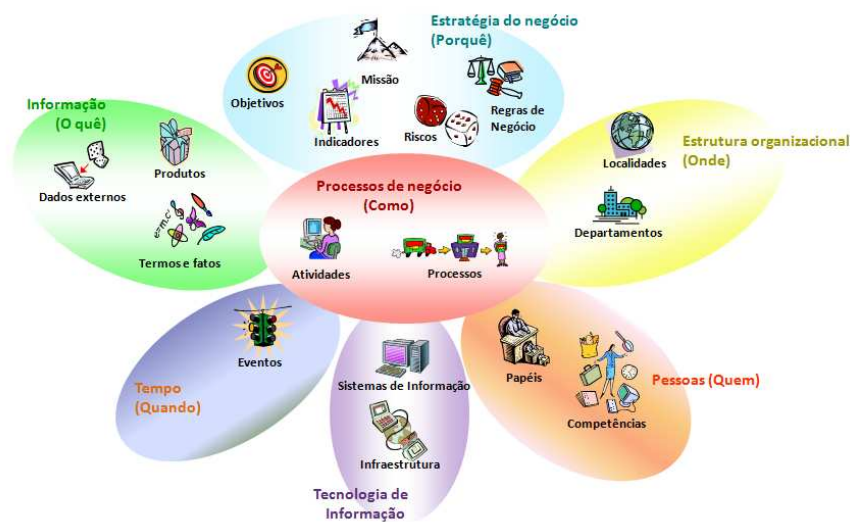 Estratégia do negócio
(Porquê)
Missão
Objetivos
Indicadores
Riscos
Regras de
Negócio
Informação
(O quê)
Produtos
Dados externos
e=m.c²
Termos e fatos
Estrutura organizacional
(Onde)
Localidades
Departamentos
Processos de negócio
(Como)
Atividades
Processos
Tempo
(Quando)
Eventos
Sistemas de Informação
Infraestrutura
Tecnologia de
Informação
Pessoas (Quem)
Papéis
Competências